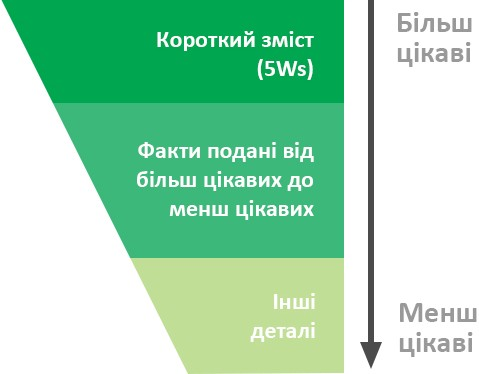 Короткий зміст
(5Ws)
Більш
цікаві
Факти подані від
більш цікавих до
менш цікавих
Інші
деталі
Менш
цікаві